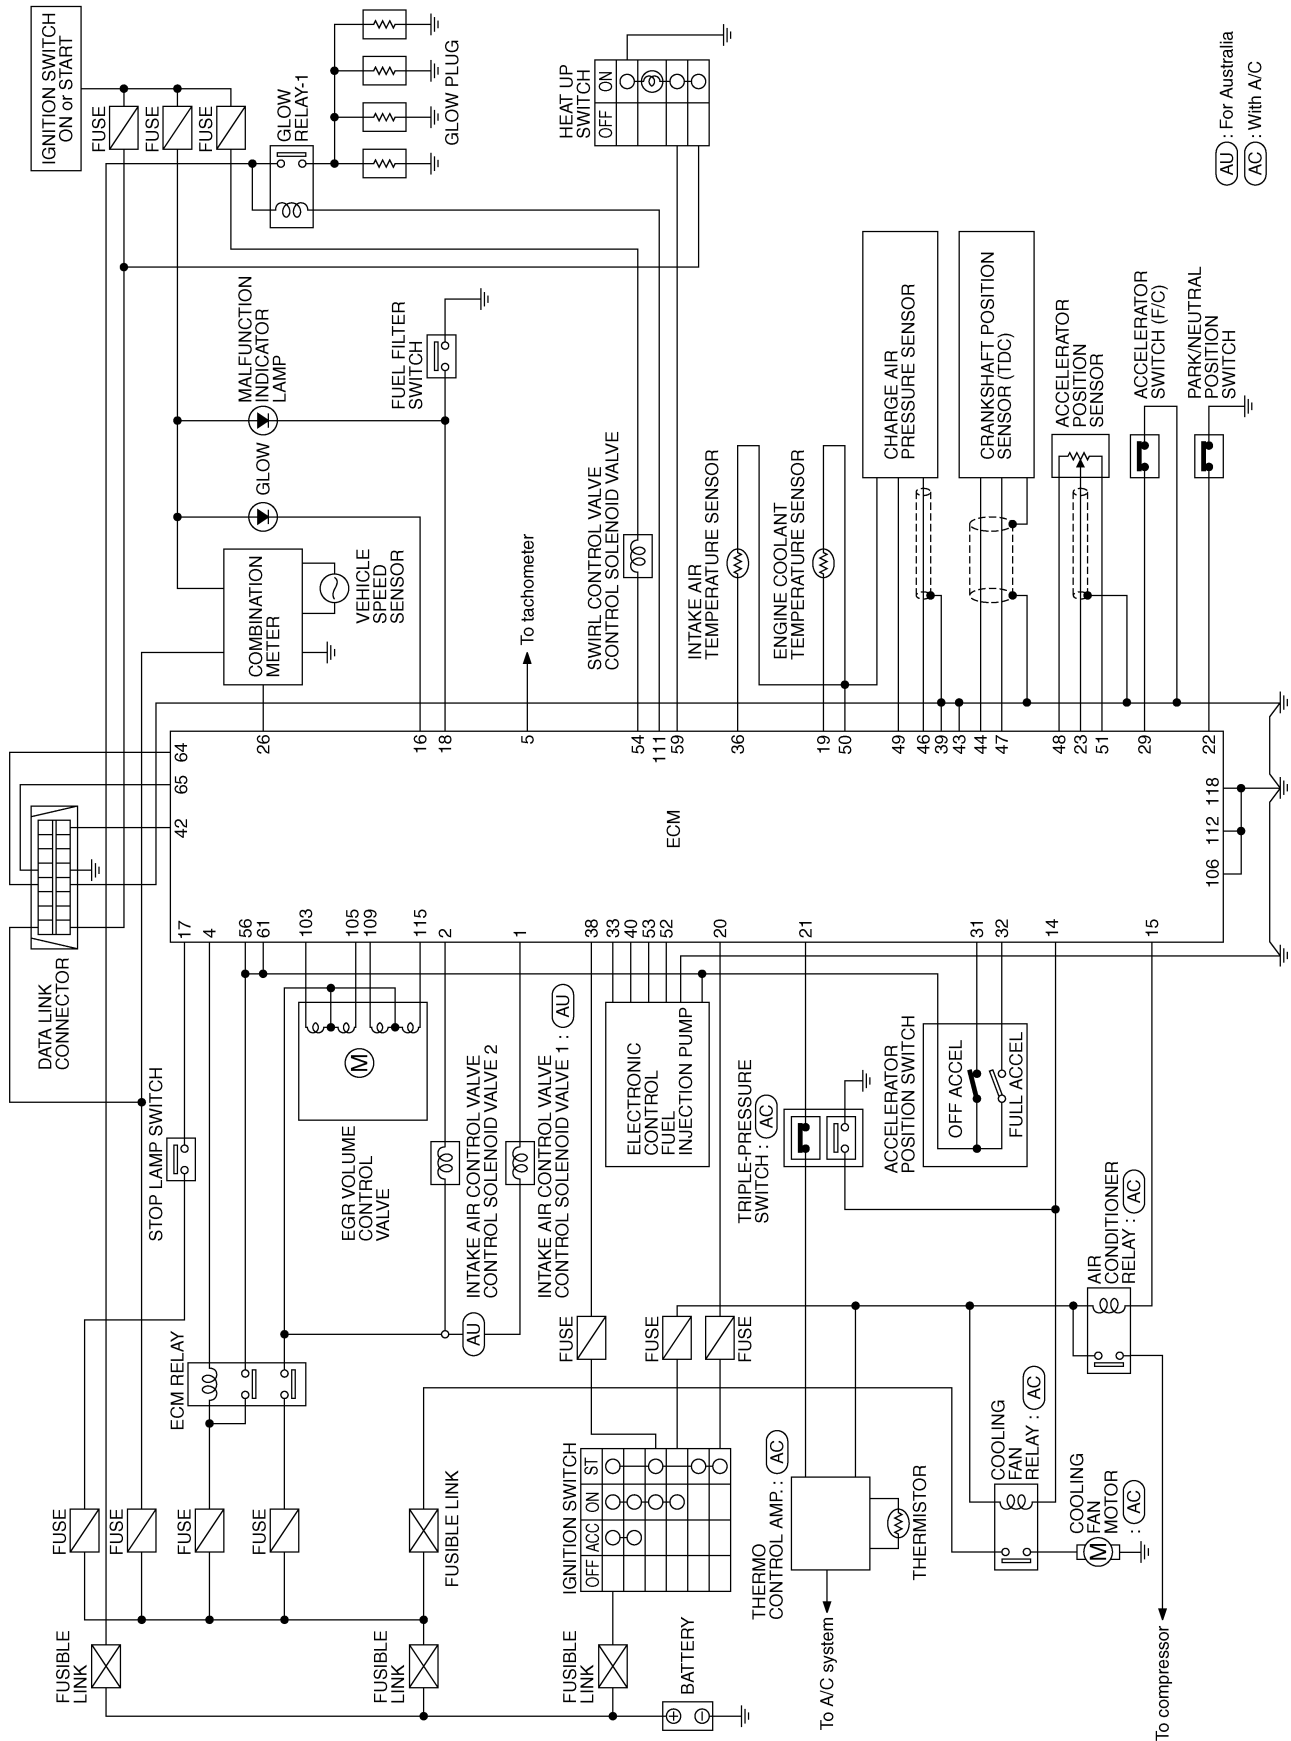 IGNITION SWITCH
ON or START
FUSE
FUSE
FUSE
GLOW
RELAY-1
GLOW PLUG
HEAT UP
SWITCH
OFF
ON
AU : For Australia
AC : With A/C
MALFUNCTION
INDICATOR
LAMP
GLOW
FUEL FILTER
SWITCH
COMBINATION
METER
VEHICLE
SPEED
SENSOR
To tachometer
SWIRL CONTROL VALVE
CONTROL SOLENOID VALVE
INTAKE AIR
TEMPERATURE SENSOR
ENGINE COOLANT
TEMPERATURE SENSOR
CHARGE AIR
PRESSURE SENSOR
CRANKSHAFT POSITION
SENSOR (TDC)
ACCELERATOR
POSITION
SENSOR
ACCELERATOR
SWITCH (F/C)
PARK/NEUTRAL
POSITION
SWITCH
64
65
42
26
16
18
5
54
111
59
36
19
50
49
46
39
43
44
47
48
23
51
29
22
118
112
106
ECM
17
4
56
61
103
105
109
115
2
1
38
33
40
53
52
20
21
31
32
14
15
DATA LINK
CONNECTOR
STOP LAMP SWITCH
M
EGR VOLUME
CONTROL
VALVE
INTAKE AIR CONTROL VALVE
CONTROL SOLENOID VALVE 2
INTAKE AIR CONTROL VALVE
CONTROL SOLENOID VALVE 1 : AU
AU
ELECTRONIC
CONTROL
FUEL
INJECTION PUMP
TRIPLE-PRESSURE
SWITCH : AC
ACCELERATOR
POSITION SWITCH
OFF ACCEL
FULL ACCEL
AIR
CONDITIONER
RELAY : AC
ECM RELAY
FUSE
FUSE
FUSE
FUSE
FUSE
FUSE
FUSE
FUSIBLE LINK
IGNITION SWITCH
OFF
ACC
ON
ST
THERMO
CONTROL AMP. : AC
THERMISTOR
COOLING
FAN
RELAY : AC
COOLING
FAN
MOTOR
: AC
M
FUSIBLE
LINK
FUSIBLE
LINK
FUSIBLE
LINK
BATTERY
+
−
To A/C system
To compressor